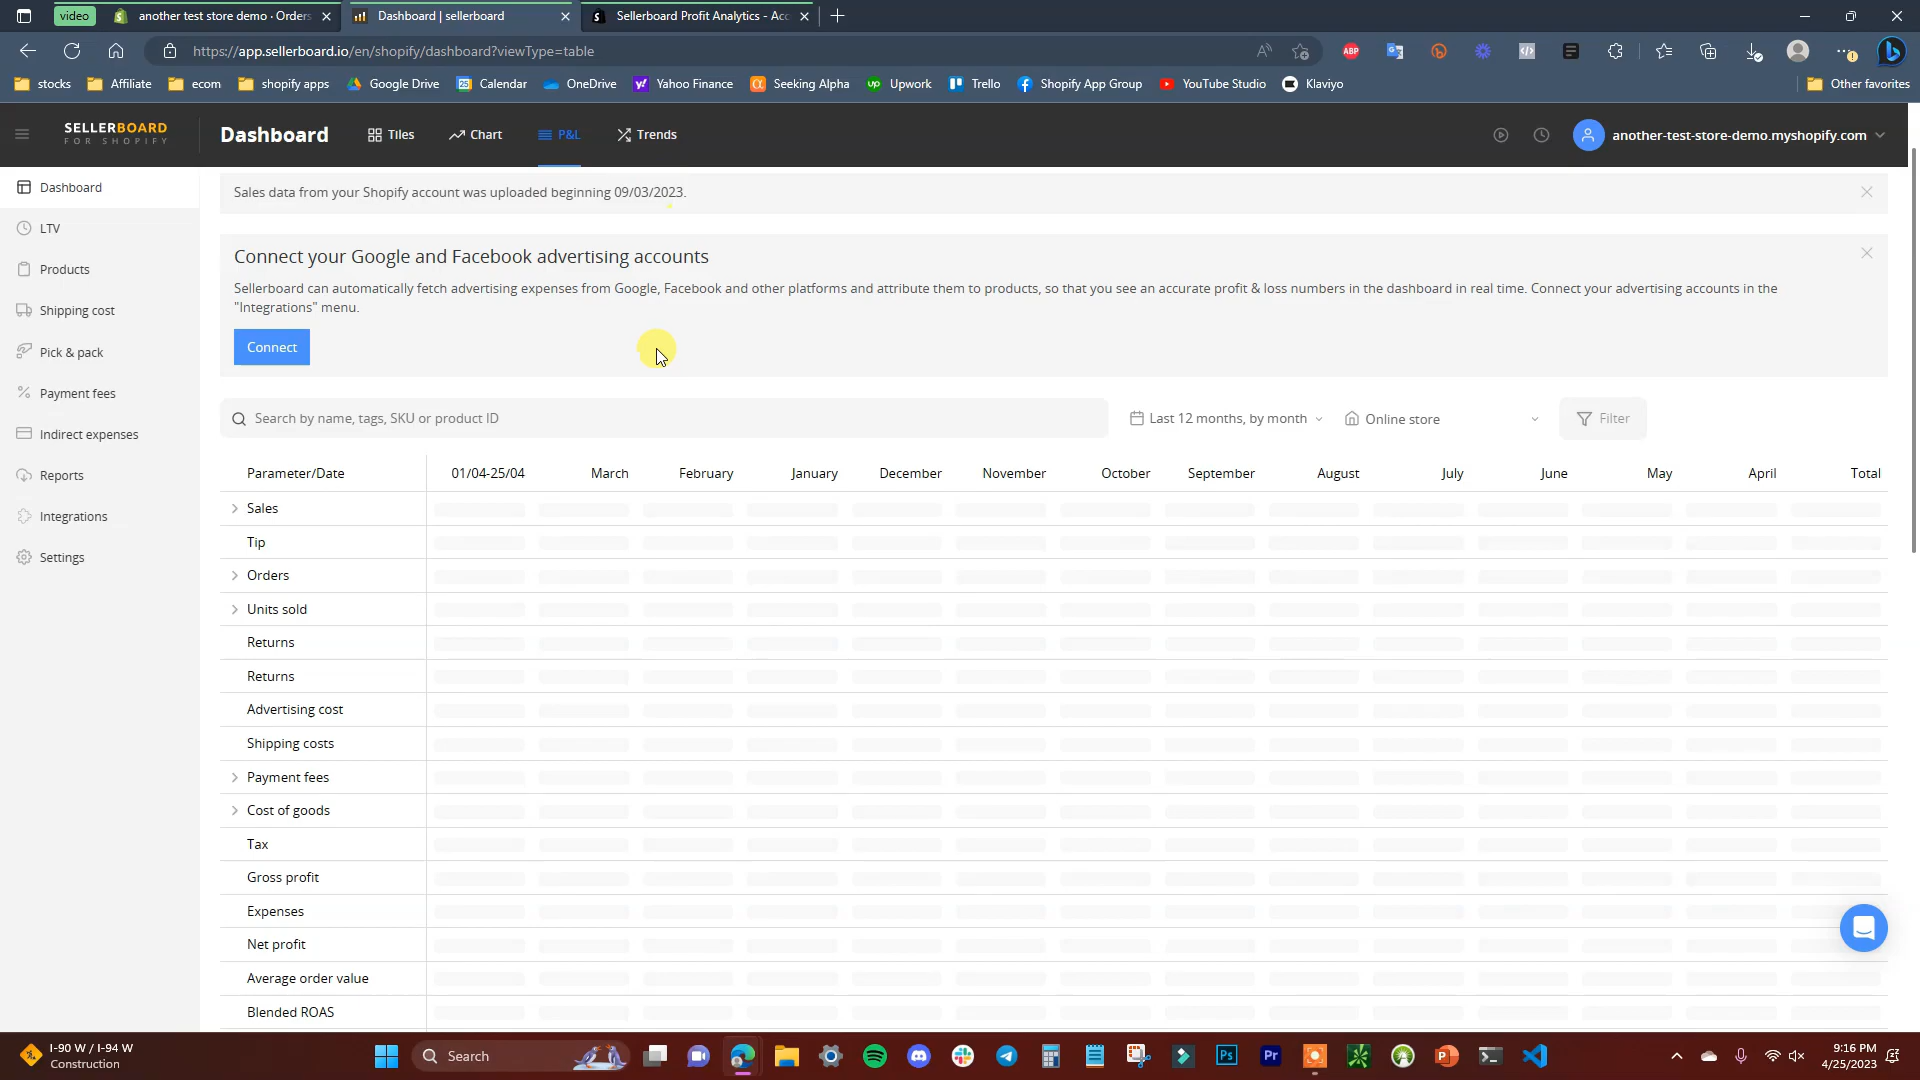 video
another test store demo · Orders
Dashboard | sellerboard
Sellerboard Profit Analytics - Acc
https://app.sellerboard.io/en/shopify/dashboard?viewType=table
ABP
stocks
Affiliate
ecom
shopify apps
Google Drive
Calendar
OneDrive
Yahoo Finance
Seeking Alpha
Upwork
Trello
Shopify App Group
YouTube Studio
Klaviyo
Other favorites
SELLERBOARD
FOR SHOPIFY
Dashboard
Tiles
Chart
P&L
Trends
another-test-store-demo.myshopify.com
Dashboard
LTV
Products
Shipping cost
Pick & pack
Payment fees
Indirect expenses
Reports
Integrations
Settings
Sales data from your Shopify account was uploaded beginning 09/03/2023.
Connect your Google and Facebook advertising accounts
Sellerboard can automatically fetch advertising expenses from Google, Facebook and other platforms and attribute them to products, so that you see an accurate profit & loss numbers in the dashboard in real time. Connect your advertising accounts in the
"Integrations" menu.
Connect
Search by name, tags, SKU or product ID
Last 12 months, by month
Online store
Filter
Parameter/Date 01/04-25/04 March February January December November October September August July June May April Total
Sales
Tip
Orders
Units sold
Returns
Returns
Advertising cost
Shipping costs
Payment fees
Cost of goods
Tax
Gross profit
Expenses
Net profit
Average order value
Blended ROAS
I-90 W / I-94 W
Construction
Search
Ps
Pr
9:16 PM
4/25/2023